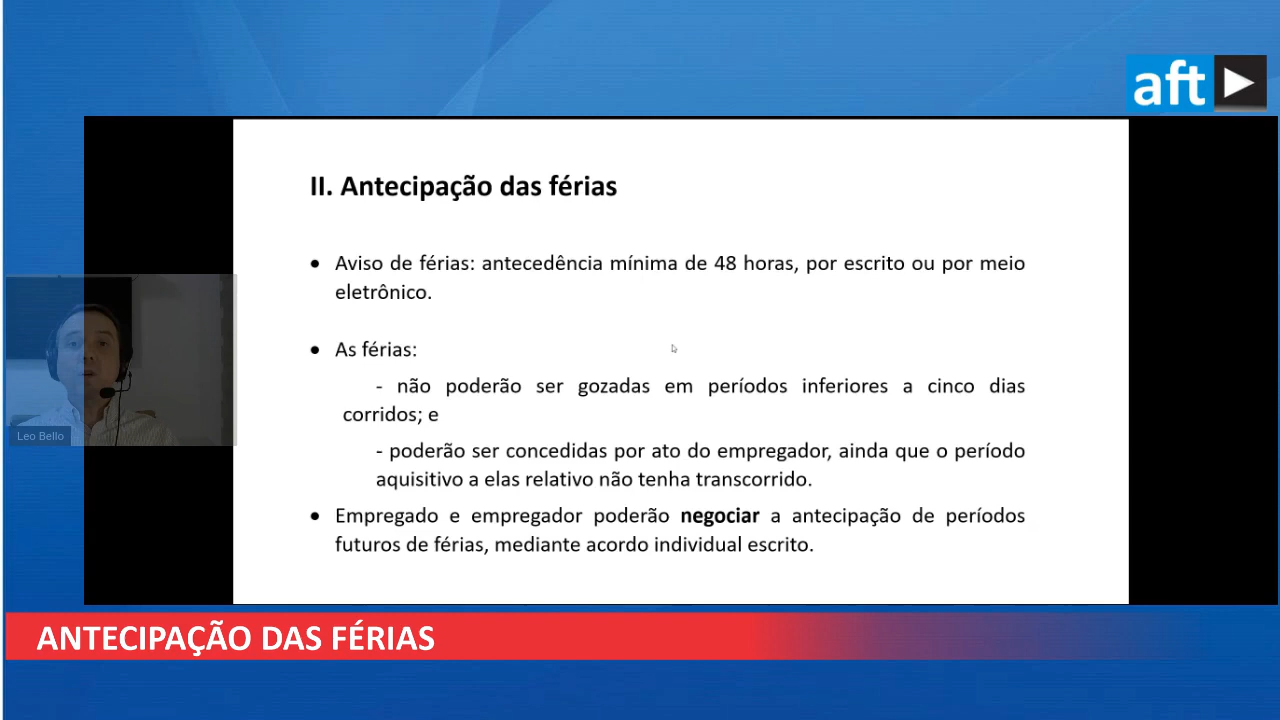 aft
II. Antecipação das férias
• Aviso de férias: antecedência mínima de 48 horas, por escrito ou por meio
eletrônico.
• As férias:
- não poderão ser gozadas em períodos inferiores a cinco dias
corridos; e
- poderão ser concedidas por ato do empregador, ainda que o período
aquisitivo a elas relativo não tenha transcorrido.
• Empregado e empregador poderão negociar a antecipação de períodos
futuros de férias, mediante acordo individual escrito.
Leo Bello
ANTECIPAÇÃO DAS FÉRIAS